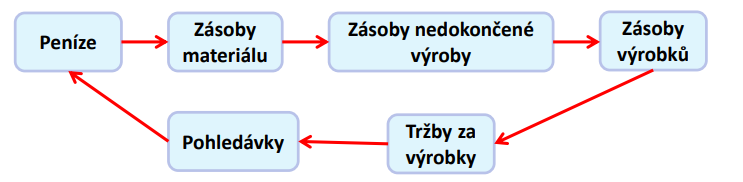 Peníze
Zásoby
materiálu
Zásoby nedokončené
výroby
Zásoby
výrobků
Tržby za
výrobky
Pohledávky